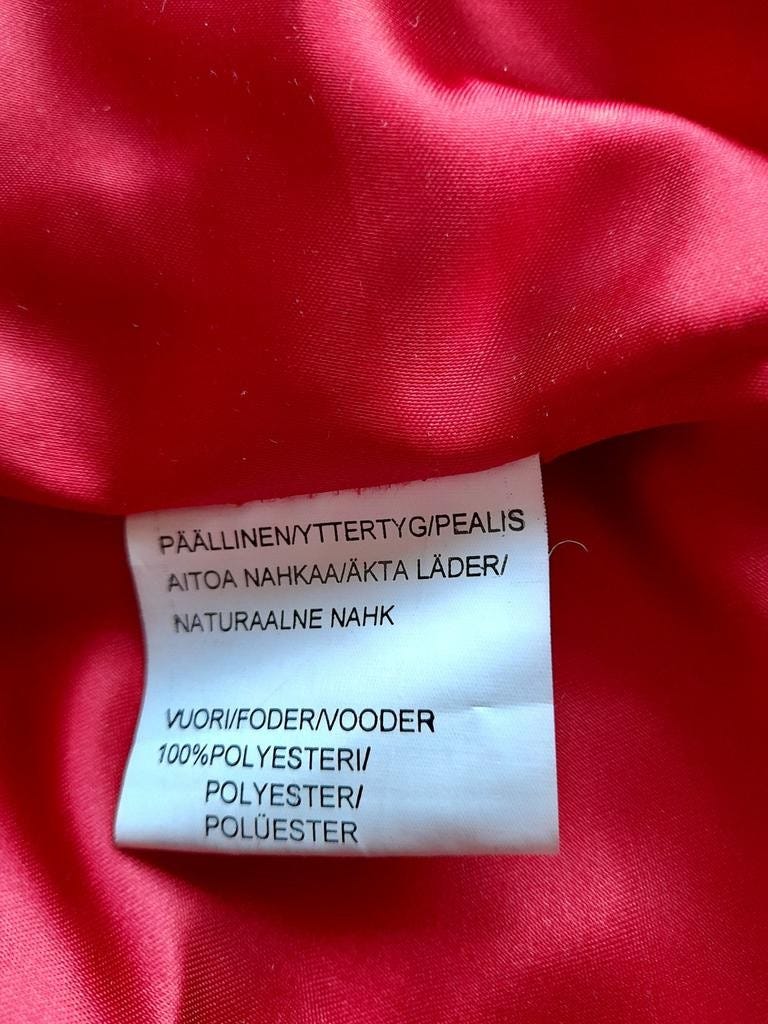 PÄÄLLINEN/YTTERTYG/PEALIS
AITOA NAHKAA/ÄKTA LÄDER/
NATURAALNE NAHK
VUORI/FODER/VOODER
100%POLYESTERI/
POLYESTER/
POLÜESTER